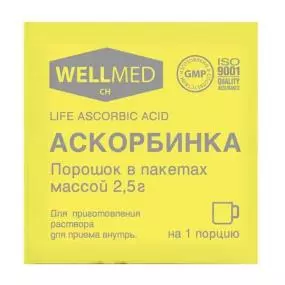 WELLMED
CH
GMP
ISO
9001
QUALITY
ASSURANCE
LIFE ASCORBIC ACID
АСКОРБИНКА
Порошок в пакетах
массой 2,5г
Для приготовления
раствора
для приема внутрь.
на 1 порцию